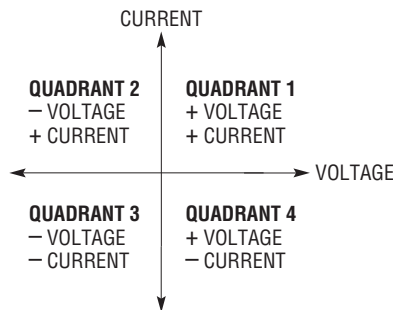 CURRENT
QUADRANT 2
— VOLTAGE
+ CURRENT
QUADRANT 1
+ VOLTAGE
+ CURRENT
VOLTAGE
QUADRANT 3
— VOLTAGE
— CURRENT
QUADRANT 4
+ VOLTAGE
— CURRENT